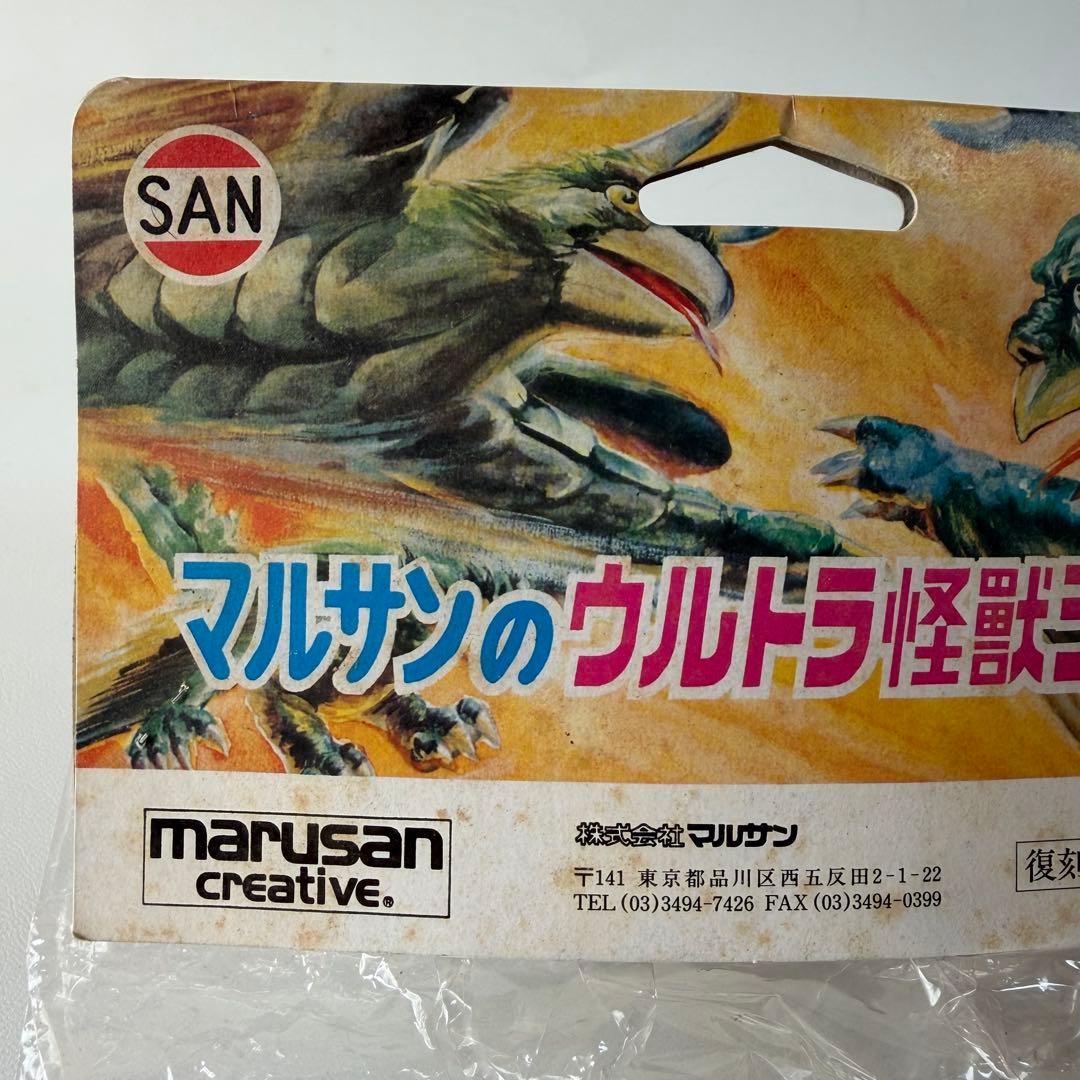 SAN
マルサンのウルトラ怪獣
marusan
creative®
株式会社マルサン
〒141 東京都品川区西五反田2-1-22
TEL(03)3494-7426 FAX(03)3494-0399
復刻